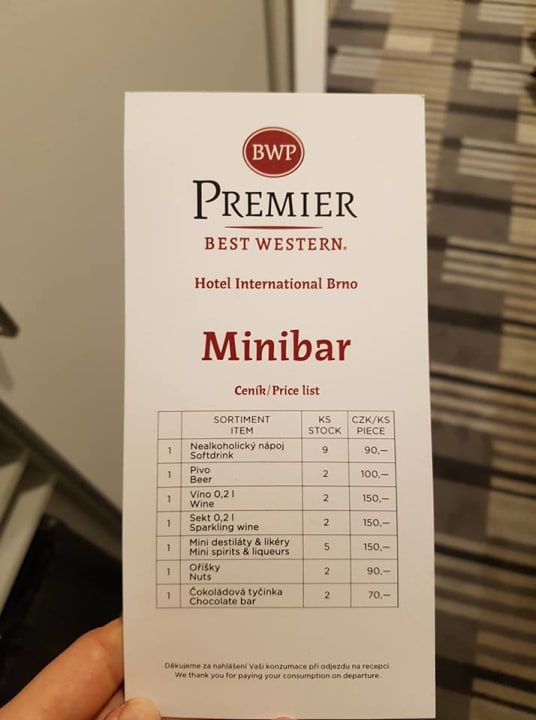 BWP
PREMIER
BEST WESTERN®
Hotel International Brno
Minibar
Ceník/Price list
SORTIMENT KS CZK/KS
ITEM STOCK PIECE
1 Nealkoholický nápoj 9 90,—
Softdrink
1 Pivo 2 100,—
Beer
1 Víno 0,2 l 2 150,—
Wine
1 Sekt 0,2 l 2 150,—
Sparkling wine
1 Mini destiláty & likéry 5 150,—
Mini spirits & liqueurs
1 Oříšky 2 90,—
Nuts
1 Čokoládová tyčinka 2 70,—
Chocolate bar
Děkujeme za nahlášení Vaší konzumace při odjezdu na recepci.
We thank you for paying your consumption on departure.